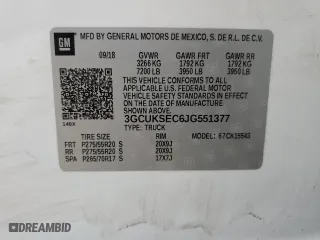 GM
MFD BY GENERAL MOTORS DE MEXICO, S. DE R.L. DE C.V.
09/18 GVWR GAWR FRT GAWR RR
3266 KG 1792 KG 1792 KG
7200 LB 3950 LB 3950 LB
THIS VEHICLE CONFORMS TO ALL APPLICABLE U.S. FEDERAL MOTOR
VEHICLE SAFETY STANDARDS IN EFFECT ON THE DATE OF
MANUFACTURE SHOWN ABOVE.
3GCUKSEC6JG551377
TYPE: TRUCK
TIRE SIZE RIM
FRT P275/55R20 S 20X9J
RR P275/55R20 S 20X9J
SPA P265/70R17 S 17X7J